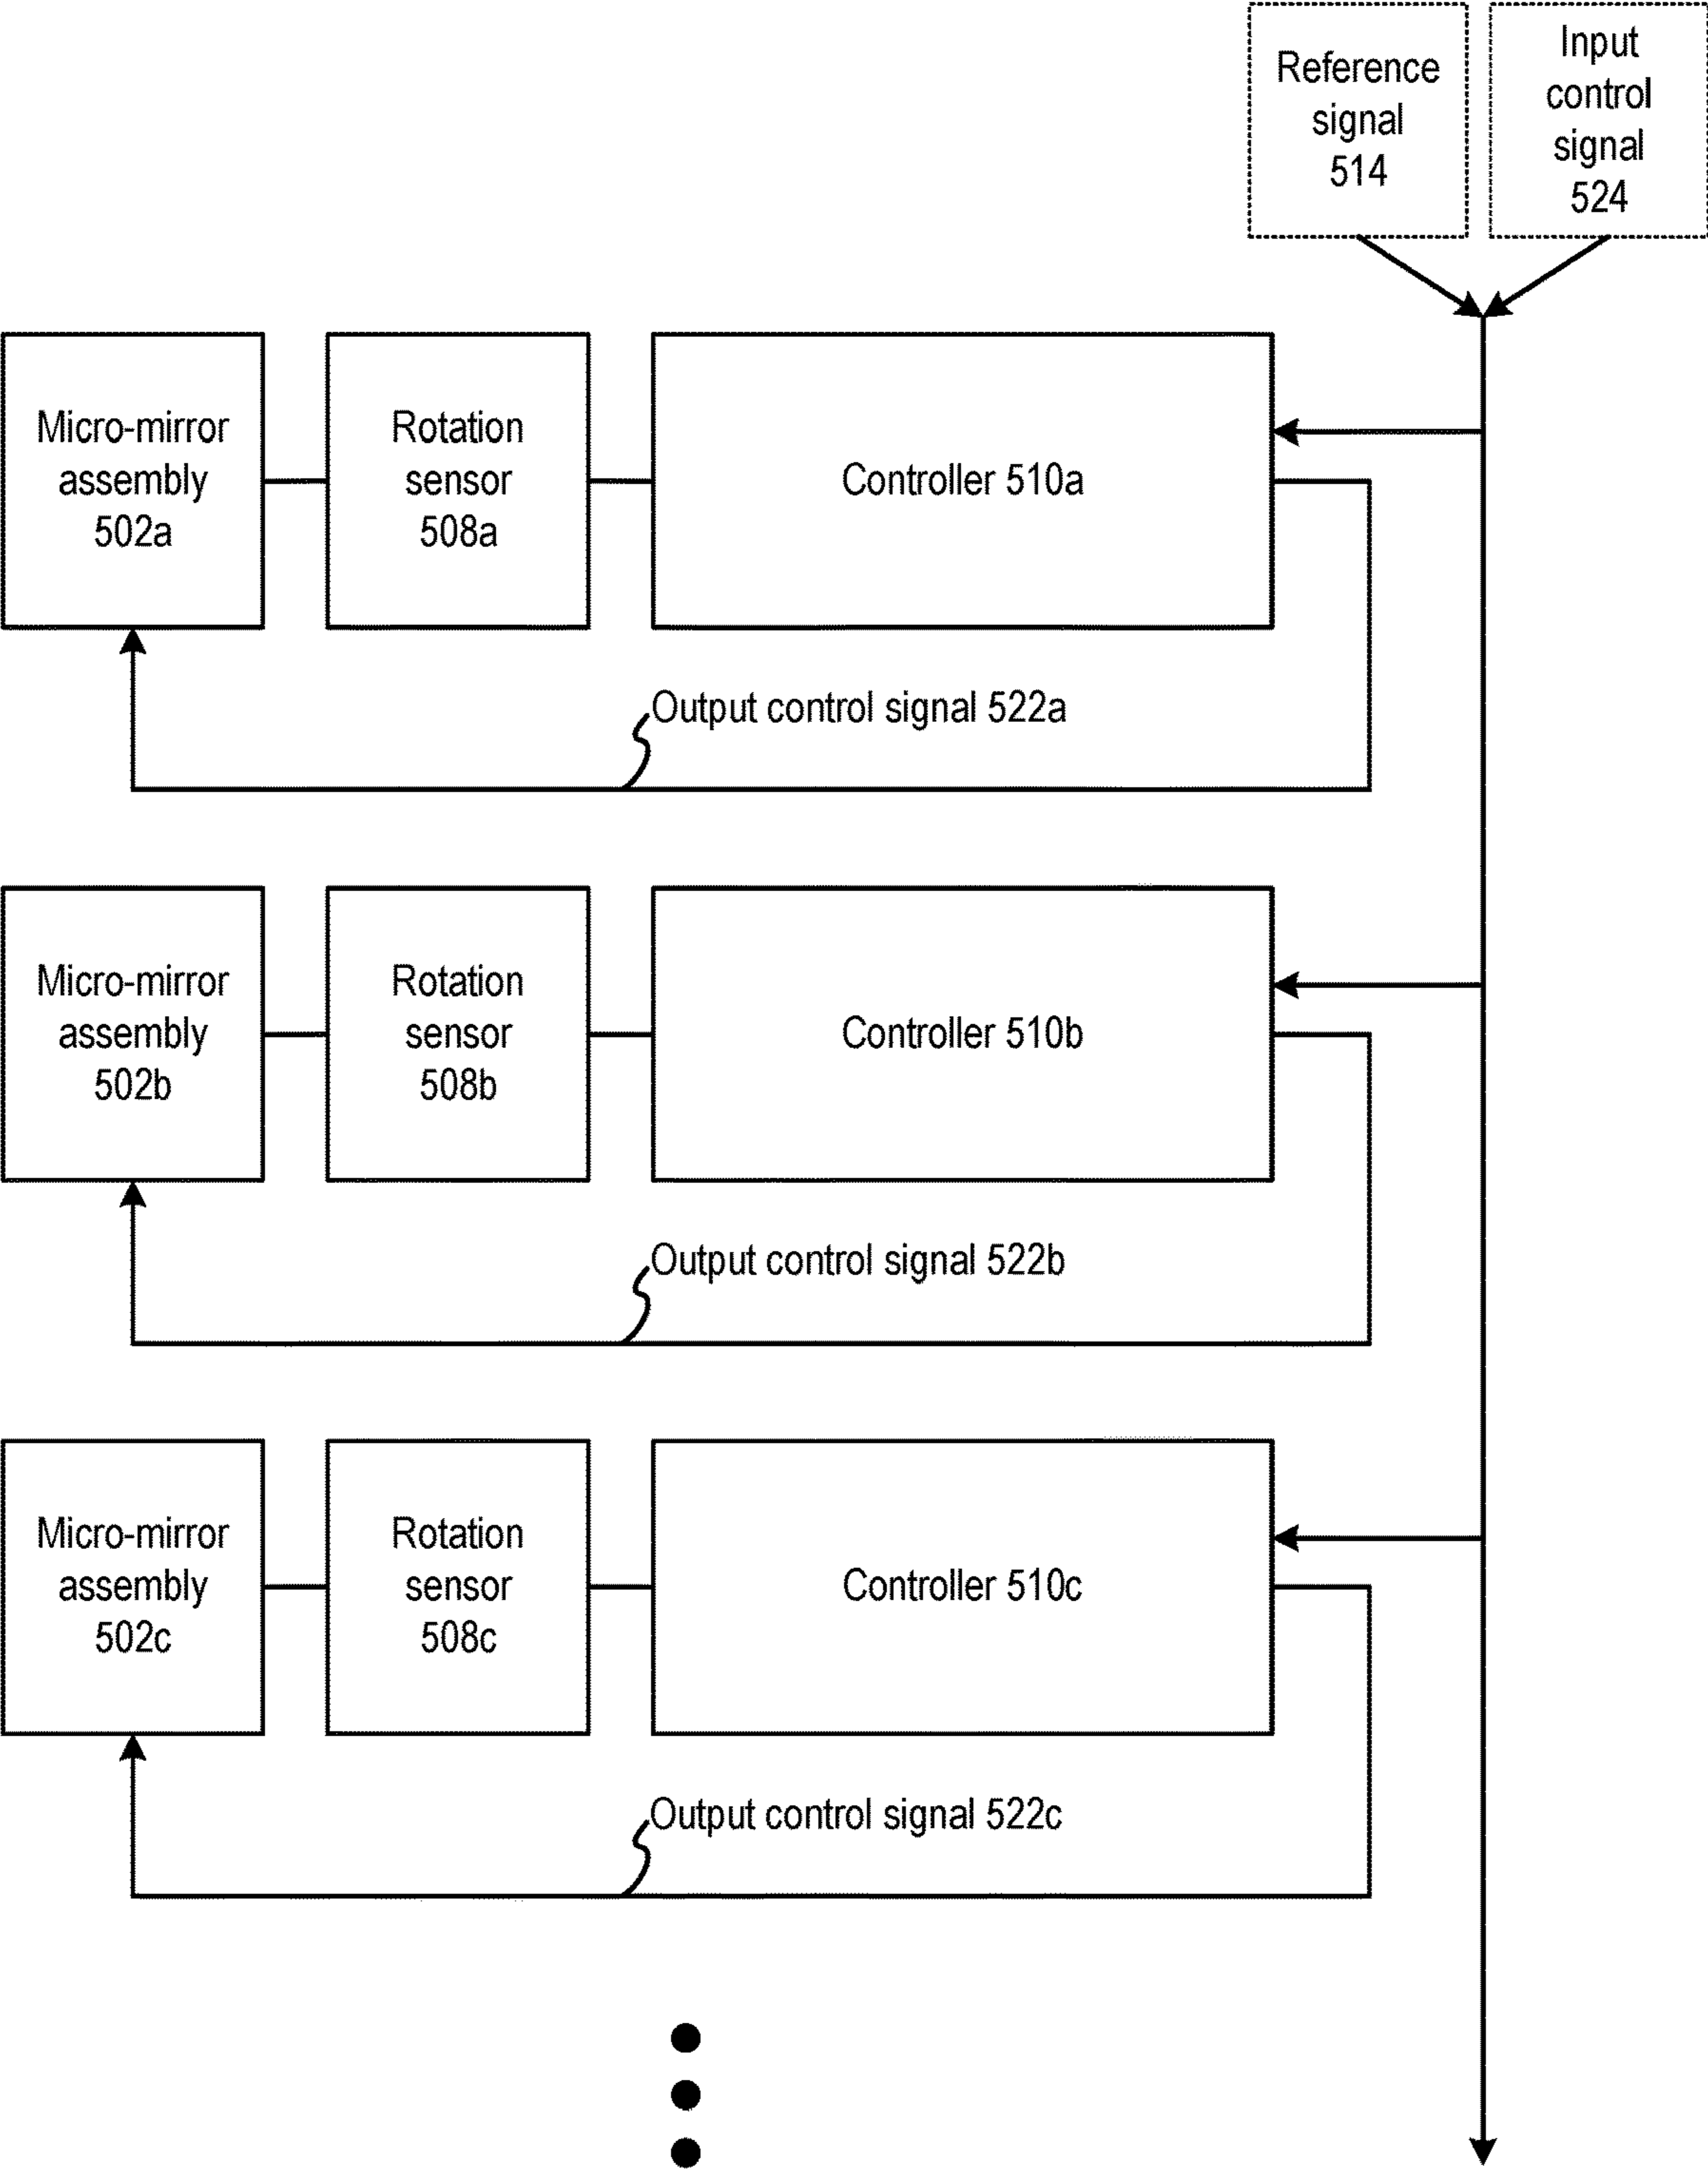 Reference
signal
514
Input
control
signal
524
Micro-mirror
assembly
502a
Rotation
sensor
508a
Controller 510a
Output control signal 522a
Micro-mirror
assembly
502b
Rotation
sensor
508b
Controller 510b
Output control signal 522b
Micro-mirror
assembly
502c
Rotation
sensor
508c
Controller 510c
Output control signal 522c